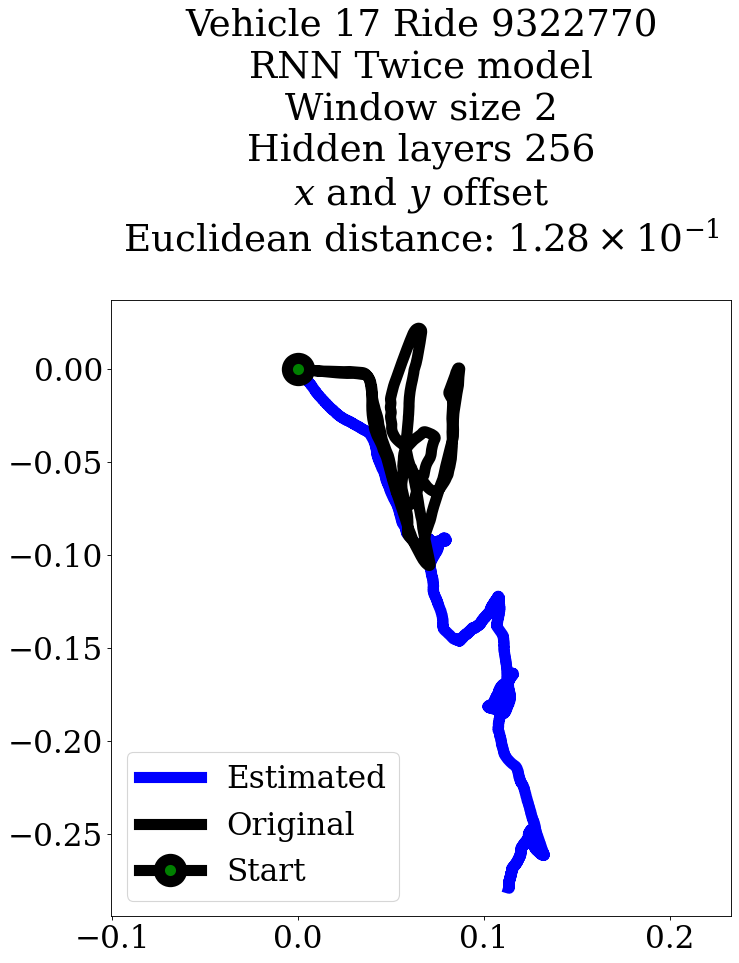 Vehicle 17 Ride 9322770
RNN Twice model
Window size 2
Hidden layers 256
x and y offset
Euclidean distance: 1.28 × 10⁻¹
0.00
−0.05
−0.10
−0.15
−0.20
−0.25
Estimated
Original
Start
−0.1 0.0 0.1 0.2